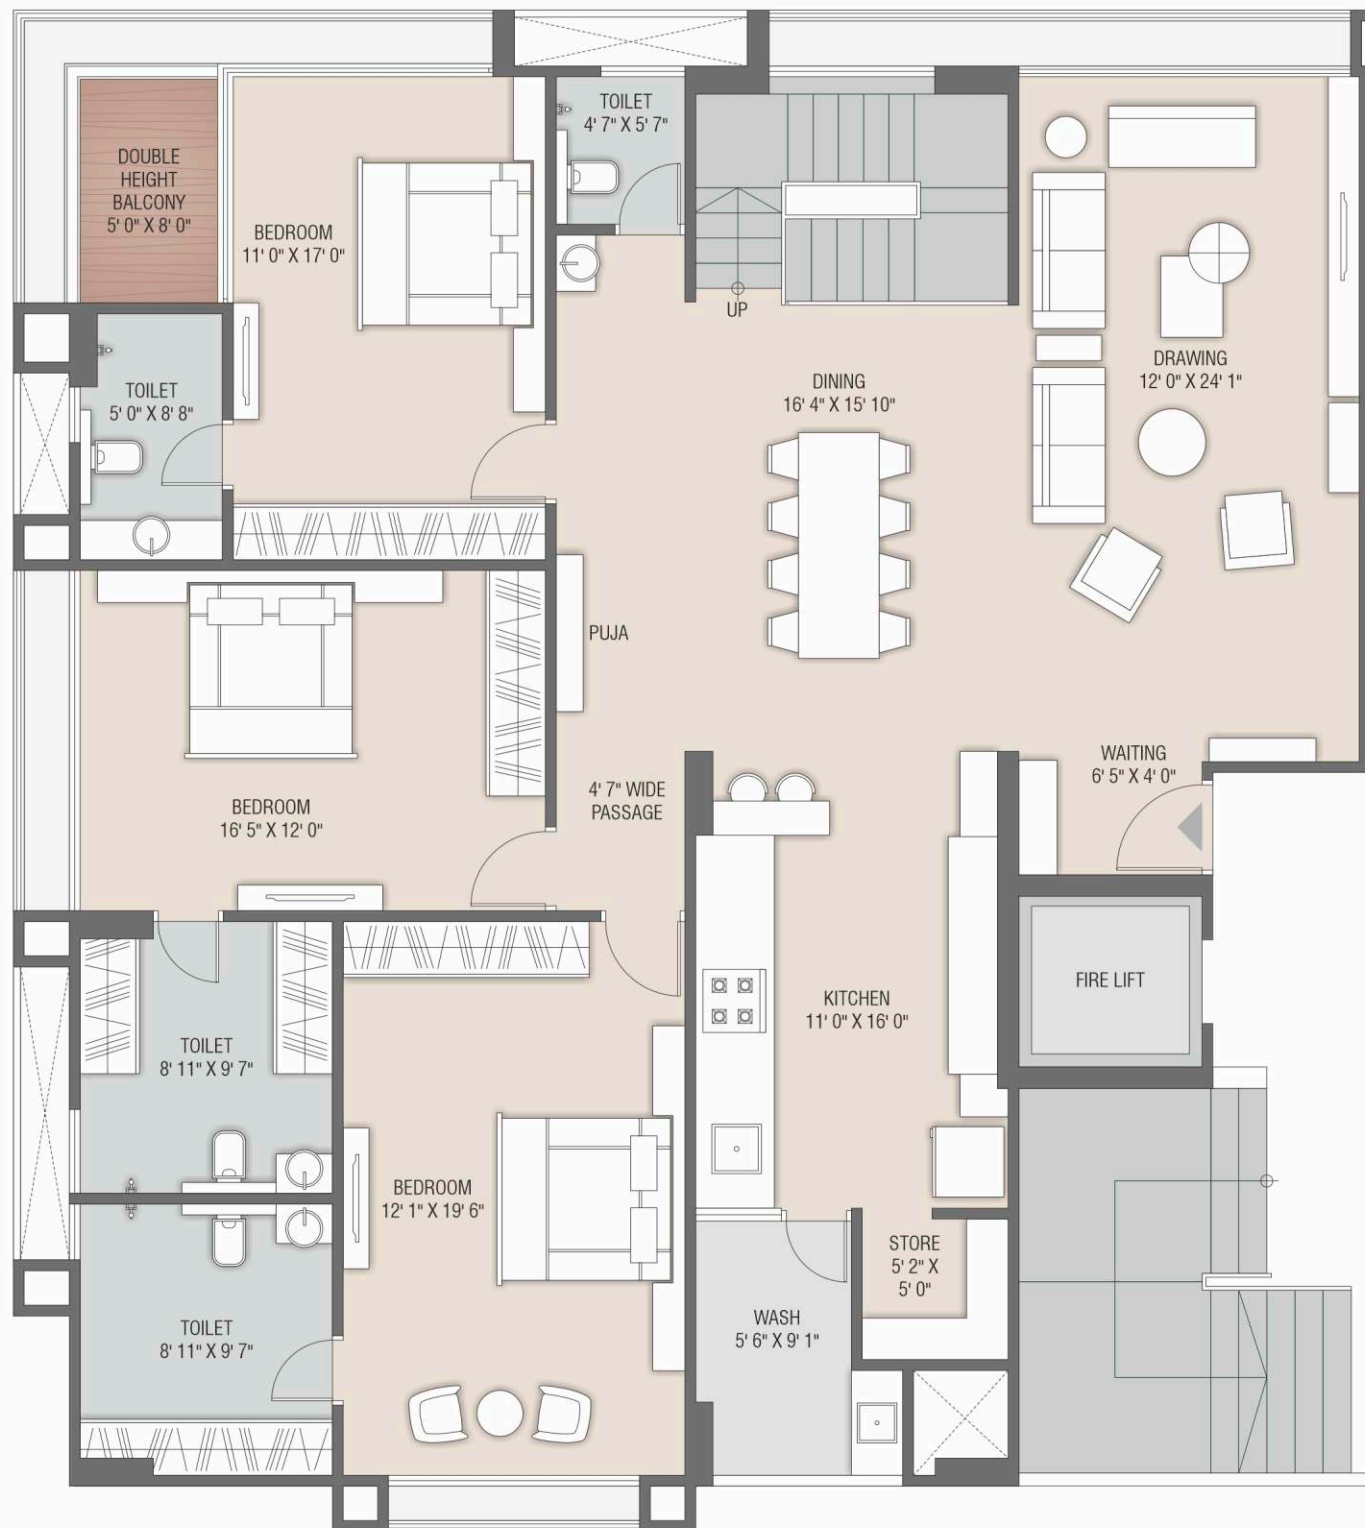 TOILET
4' 7" X 5' 7"
DOUBLE
HEIGHT
BALCONY
5' 0" X 8' 0"
BEDROOM
11' 0" X 17' 0"
UP
DRAWING
12' 0" X 24' 1"
TOILET
5' 0" X 8' 8"
DINING
16' 4" X 15' 10"
PUJA
WAITING
6' 5" X 4' 0"
4' 7" WIDE
PASSAGE
BEDROOM
16' 5" X 12' 0"
FIRE LIFT
KITCHEN
11' 0" X 16' 0"
TOILET
8' 11" X 9' 7"
BEDROOM
12' 1" X 19' 6"
STORE
5' 2" X
5' 0"
WASH
5' 6" X 9' 1"
TOILET
8' 11" X 9' 7"